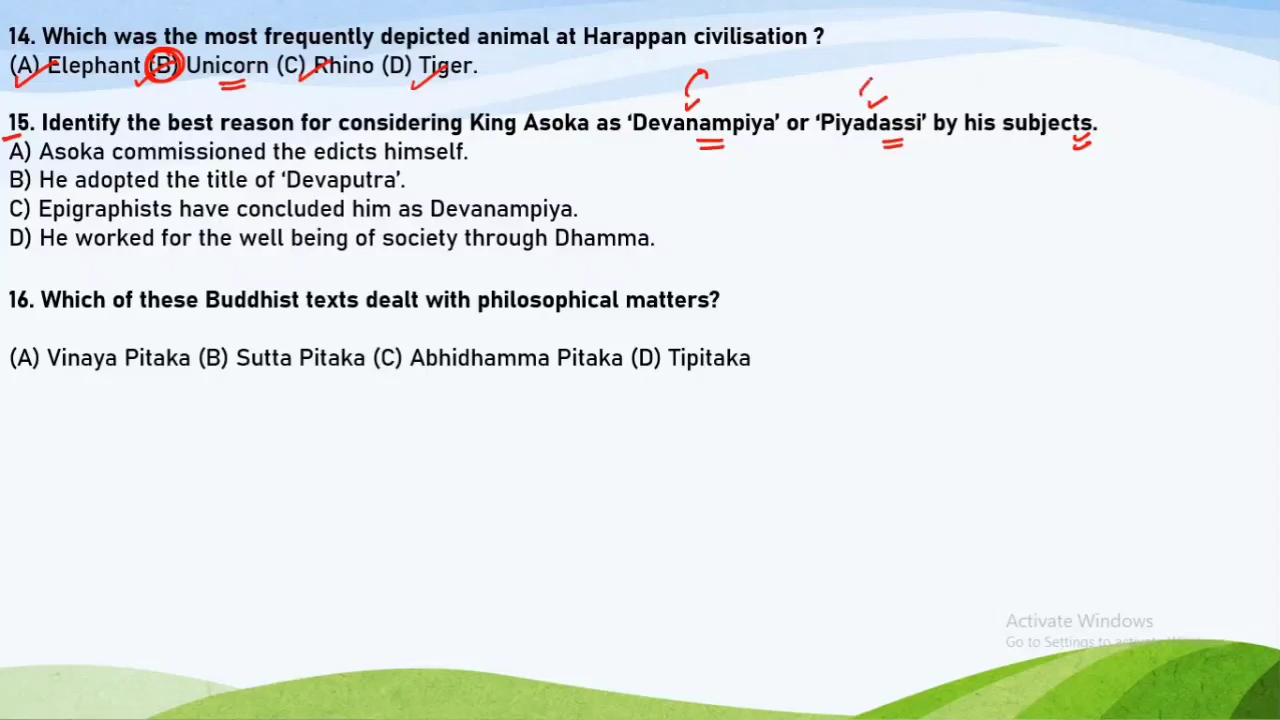 14. Which was the most frequently depicted animal at Harappan civilisation ?
(A) Elephant (B) Unicorn (C) Rhino (D) Tiger.
15. Identify the best reason for considering King Asoka as ‘Devanampiya’ or ‘Piyadassi’ by his subjects.
A) Asoka commissioned the edicts himself.
B) He adopted the title of ‘Devaputra’.
C) Epigraphists have concluded him as Devanampiya.
D) He worked for the well being of society through Dhamma.
16. Which of these Buddhist texts dealt with philosophical matters?
(A) Vinaya Pitaka (B) Sutta Pitaka (C) Abhidhamma Pitaka (D) Tipitaka
Activate Windows
Go to Settings to activate